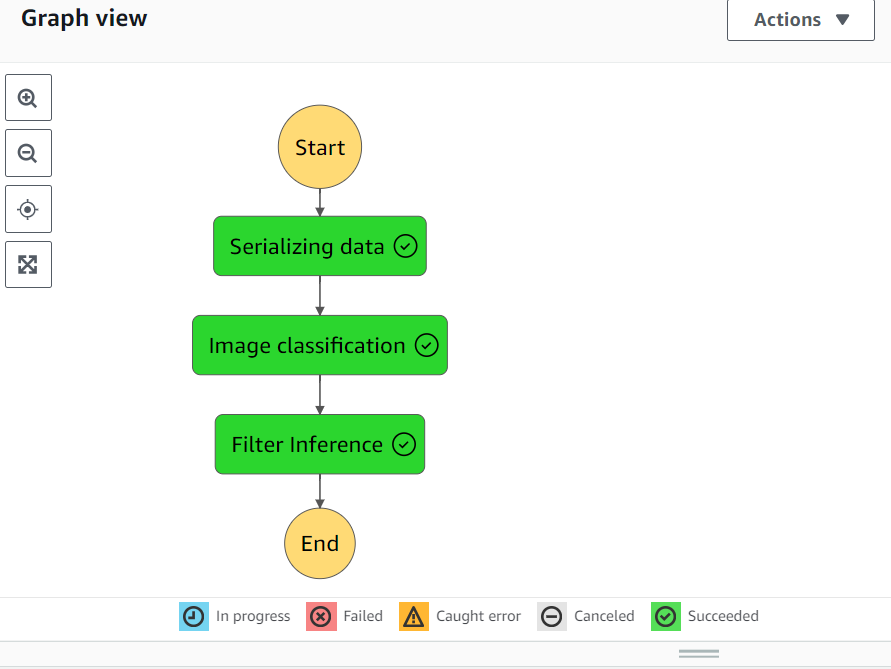 Graph view
Actions
Start
Serializing data
Image classification
Filter Inference
End
In progress Failed Caught error Canceled Succeeded